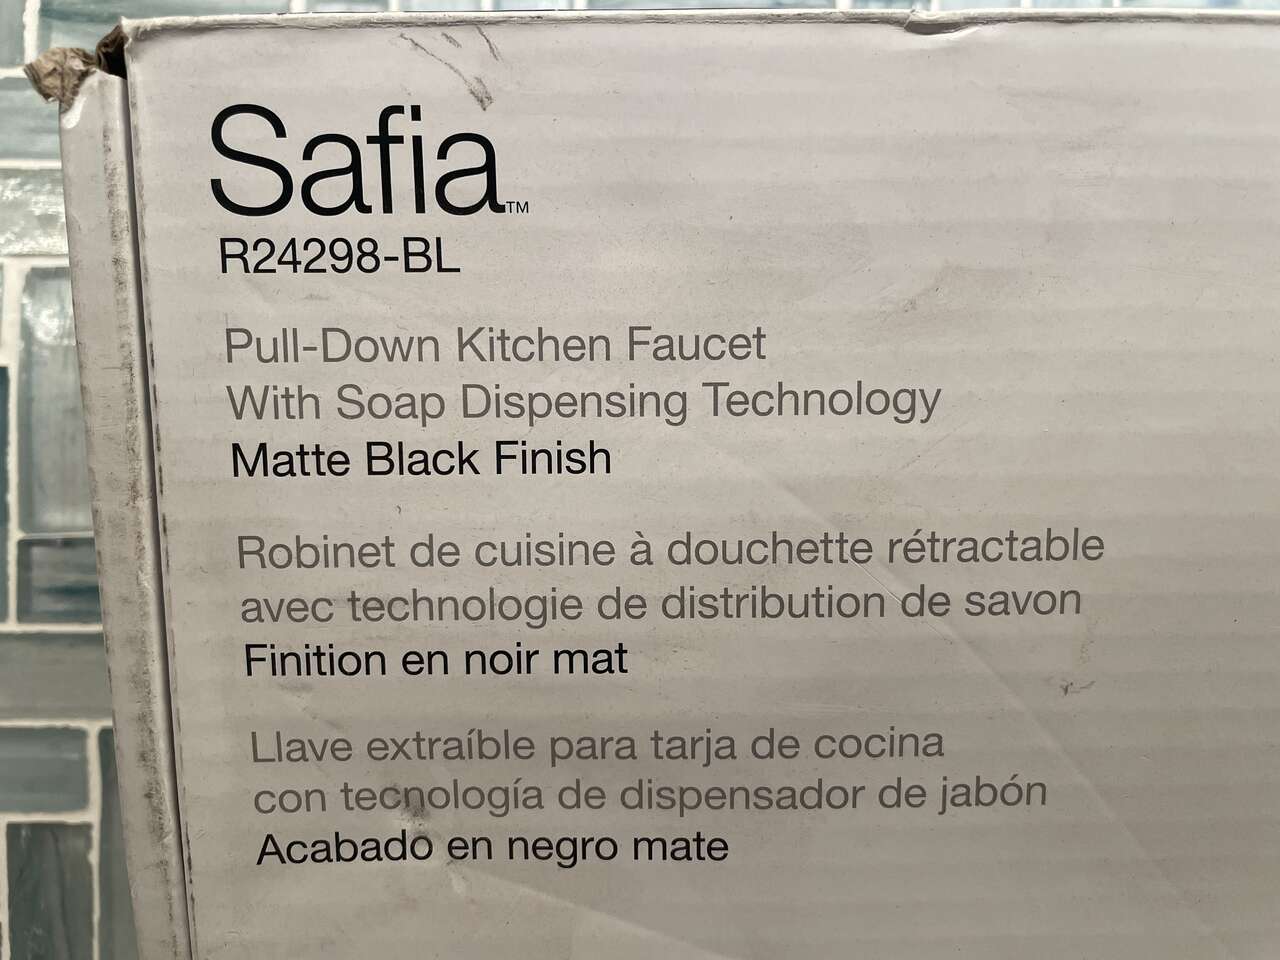 Safia™
R24298-BL
Pull-Down Kitchen Faucet
With Soap Dispensing Technology
Matte Black Finish
Robinet de cuisine à douchette rétractable
avec technologie de distribution de savon
Finition en noir mat
Llave extraíble para tarja de cocina
con tecnología de dispensador de jabón
Acabado en negro mate